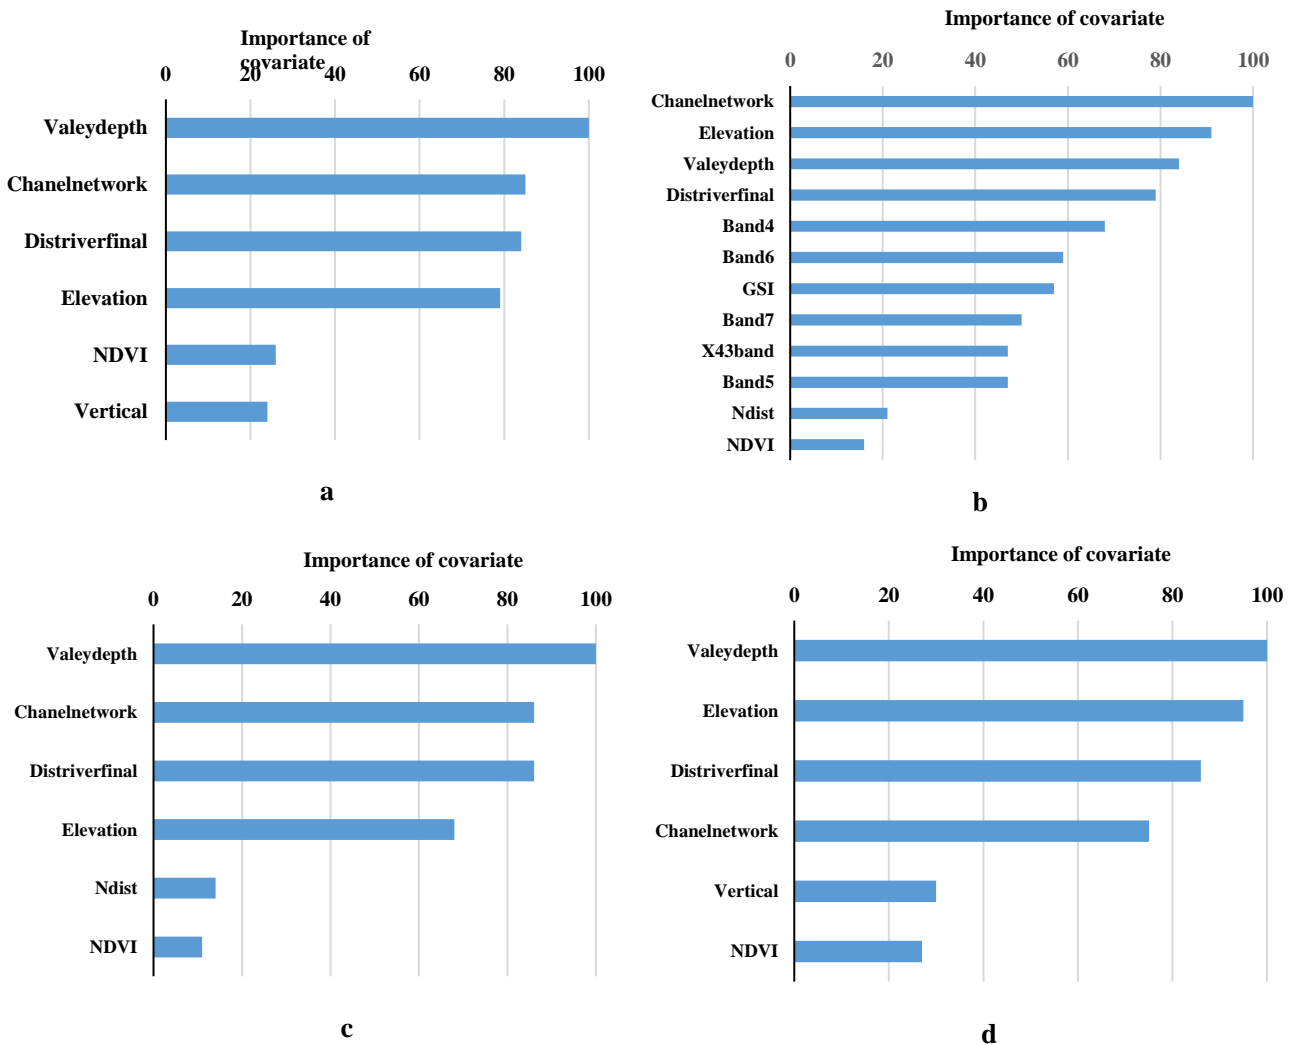 Importance of
covariate
0 20 40 60 80 100
Valeydepth
Chanelnetwork
Distriverfinal
Elevation
NDVI
Vertical
a
Importance of covariate
0 20 40 60 80 100
Chanelnetwork
Elevation
Valeydepth
Distriverfinal
Band4
Band6
GSI
Band7
X43band
Band5
Ndist
NDVI
b
Importance of covariate
0 20 40 60 80 100
Valeydepth
Chanelnetwork
Distriverfinal
Elevation
Ndist
NDVI
c
Importance of covariate
0 20 40 60 80 100
Valeydepth
Elevation
Distriverfinal
Chanelnetwork
Vertical
NDVI
d